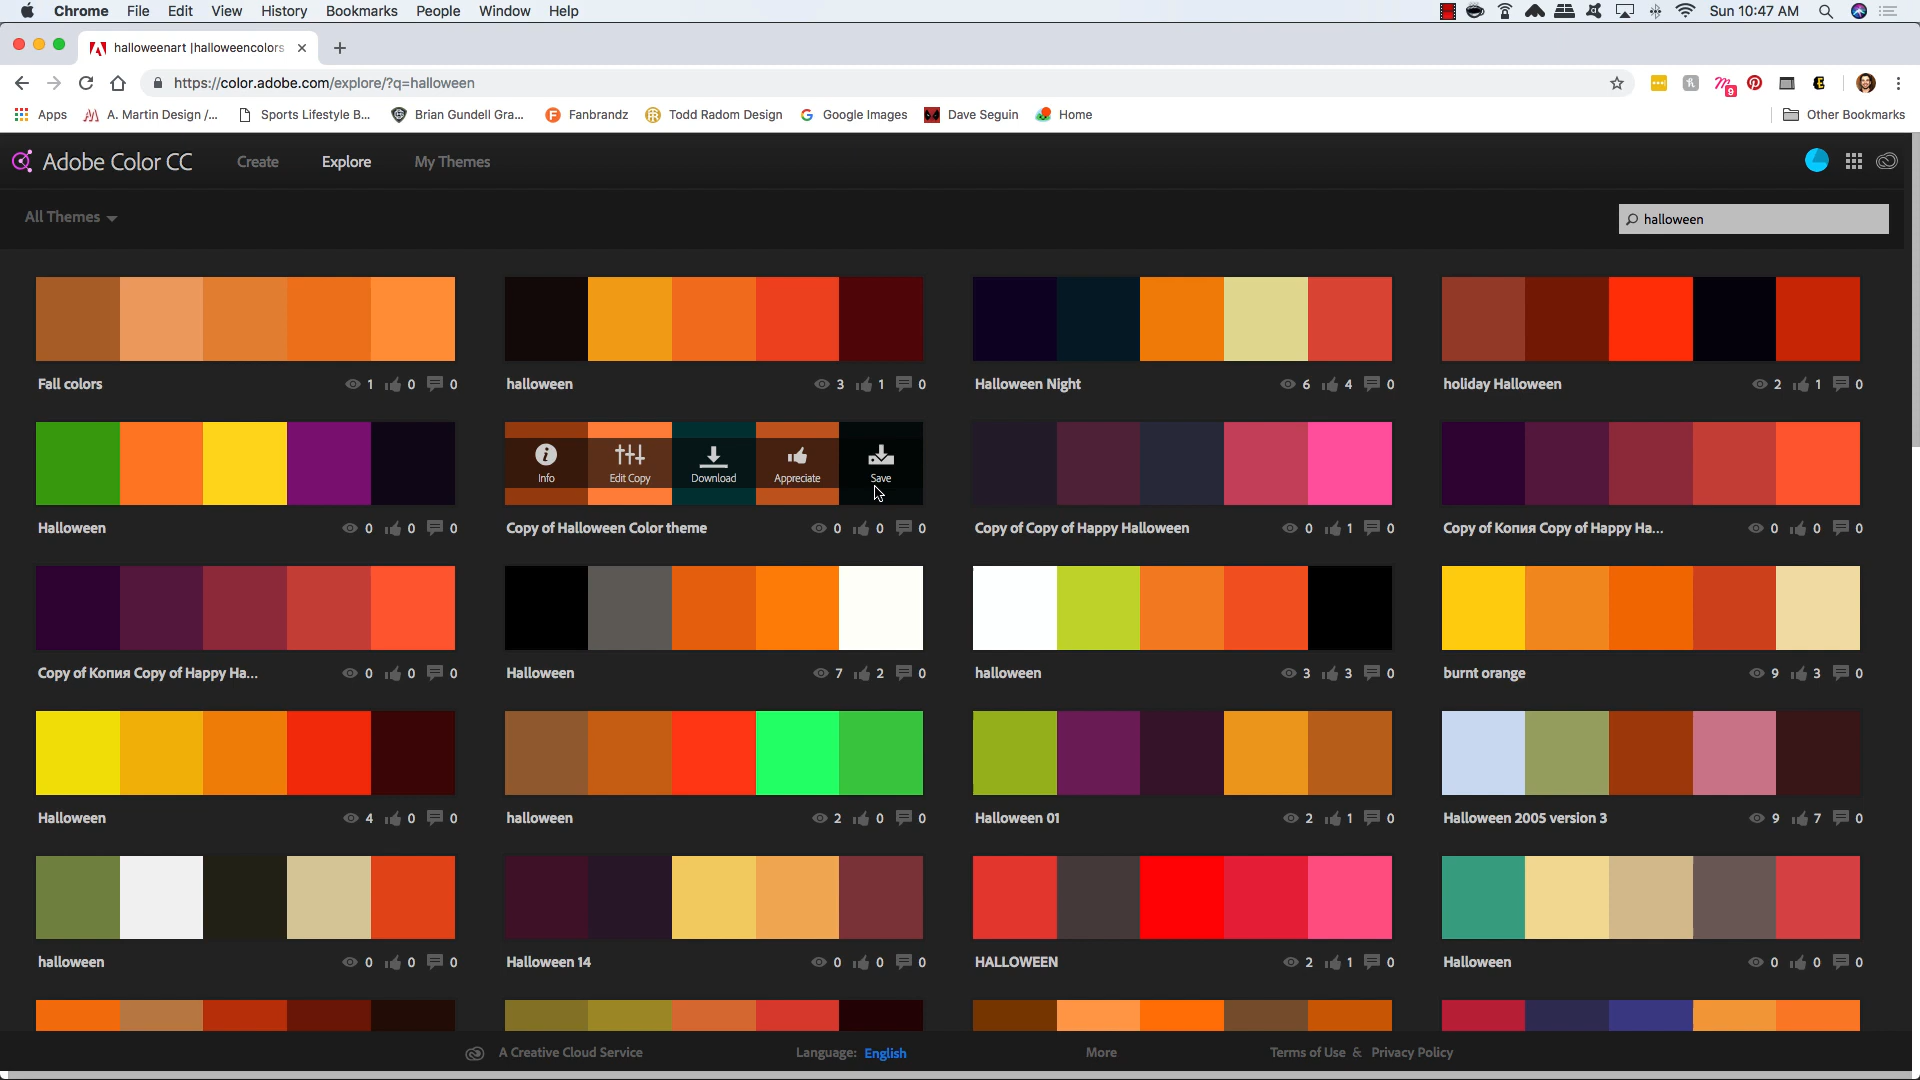 Chrome File Edit View History Bookmarks People Window Help Sun 10:47 AM
halloweenart |halloweencolors
https://color.adobe.com/explore/?q=halloween
9
Apps A. Martin Design /... Sports Lifestyle B... Brian Gundell Gra... Fanbrandz Todd Radom Design Google Images Dave Seguin Home Other Bookmarks
Adobe Color CC Create Explore My Themes
All Themes halloween
Fall colors 1 0 0 halloween 3 1 0 Halloween Night 6 4 0 holiday Halloween 2 1 0
Info Edit Copy Download Appreciate Save
Halloween 0 0 0 Copy of Halloween Color theme 0 0 0 Copy of Copy of Happy Halloween 0 1 0 Copy of Копия Copy of Happy Ha... 0 0 0
Copy of Копия Copy of Happy Ha... 0 0 0 Halloween 7 2 0 halloween 3 3 0 burnt orange 9 3 0
Halloween 4 0 0 halloween 2 0 0 Halloween 01 2 1 0 Halloween 2005 version 3 9 7 0
halloween 0 0 0 Halloween 14 0 0 0 HALLOWEEN 2 1 0 Halloween 0 0 0
A Creative Cloud Service Language: English More Terms of Use & Privacy Policy